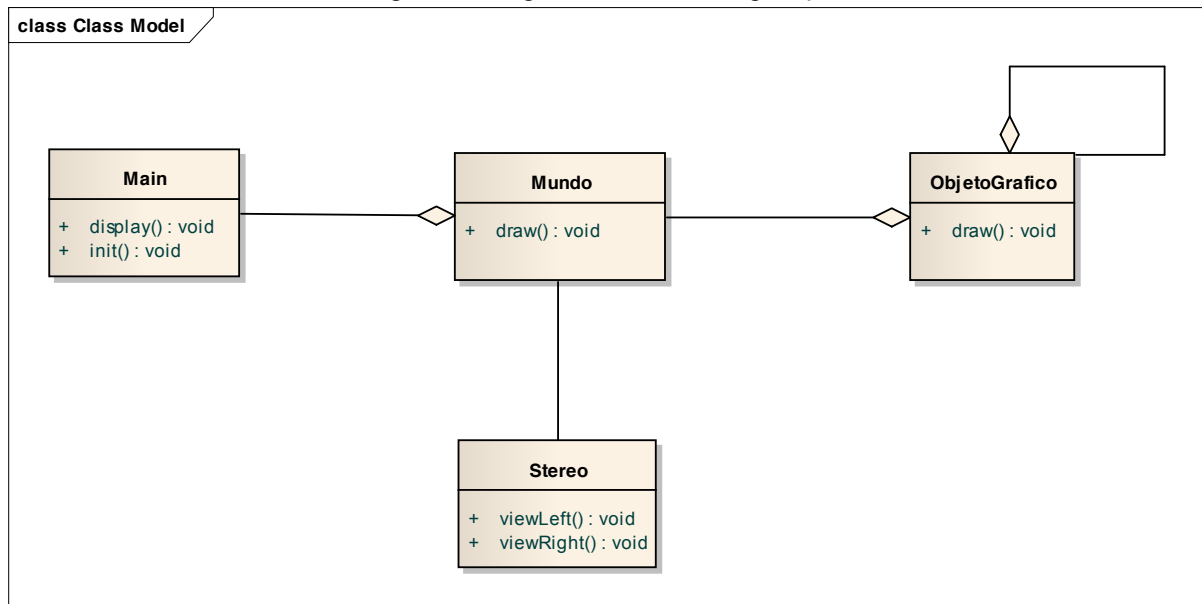 class Class Model
Main
+ display() : void
+ init() : void
Mundo
+ draw() : void
ObjetoGrafico
+ draw() : void
Stereo
+ viewLeft() : void
+ viewRight() : void